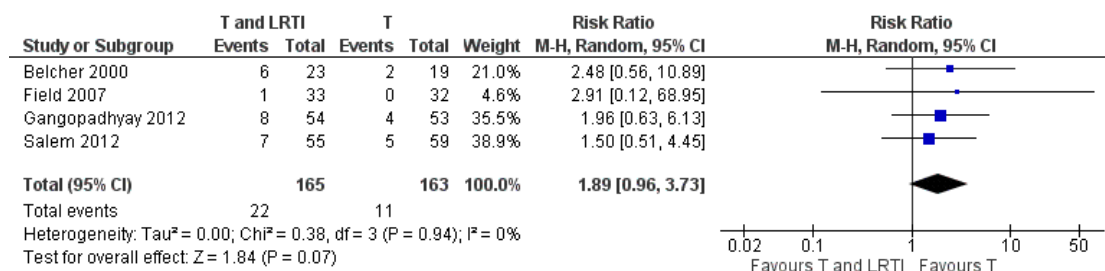 T and LRTI T Risk Ratio Risk Ratio
Study or Subgroup Events Total Events Total Weight M-H, Random, 95% CI M-H, Random, 95% CI
Belcher 2000 6 23 2 19 21.0% 2.48 [0.56, 10.89]
Field 2007 1 33 0 32 4.6% 2.91 [0.12, 68.95]
Gangopadhyay 2012 8 54 4 53 35.5% 1.96 [0.63, 6.13]
Salem 2012 7 55 5 59 38.9% 1.50 [0.51, 4.45]
Total (95% CI) 165 163 100.0% 1.89 [0.96, 3.73]
Total events 22 11
Heterogeneity: Tau² = 0.00; Chi² = 0.38, df = 3 (P = 0.94); I² = 0%
Test for overall effect: Z = 1.84 (P = 0.07)
0.02 0.1 1 10 50
Favours T and LRTI Favours T